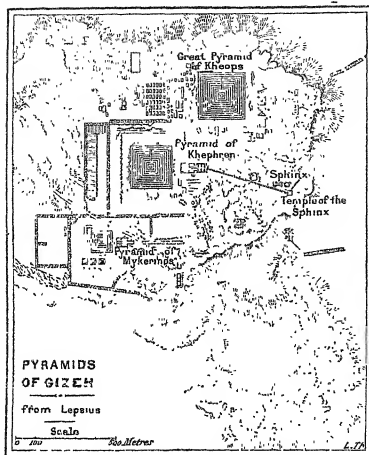 Great Pyramid
of Kheops
Pyramid of
Khephren
Sphinx
Temple of the
Sphinx
Pyramid of
Mykerinos
PYRAMIDS
OF GIZEH
from Lepsius
Scale
0 100 500 Metres